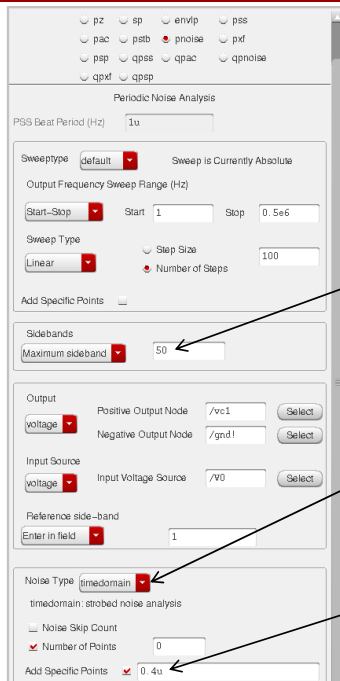 pz sp envlp pss
pac pstb pnoise pxf
psp qpss qpac qpnoise
qpxf qpsp
Periodic Noise Analysis
PSS Beat Period (Hz) 1u
Sweeptype default Sweep is Currently Absolute
Output Frequency Sweep Range (Hz)
Start-Stop Start 1 Stop 0.5e6
Sweep Type
Linear Step Size 100
Number of Steps
Add Specific Points
Sidebands
Maximum sideband 50
Output
voltage Positive Output Node /vc1 Select
Negative Output Node /gnd! Select
Input Source
voltage Input Voltage Source /V0 Select
Reference side-band
Enter in field 1
Noise Type timedomain
timedomain: strobed noise analysis
Noise Skip Count
Number of Points 0
Add Specific Points 0.4u